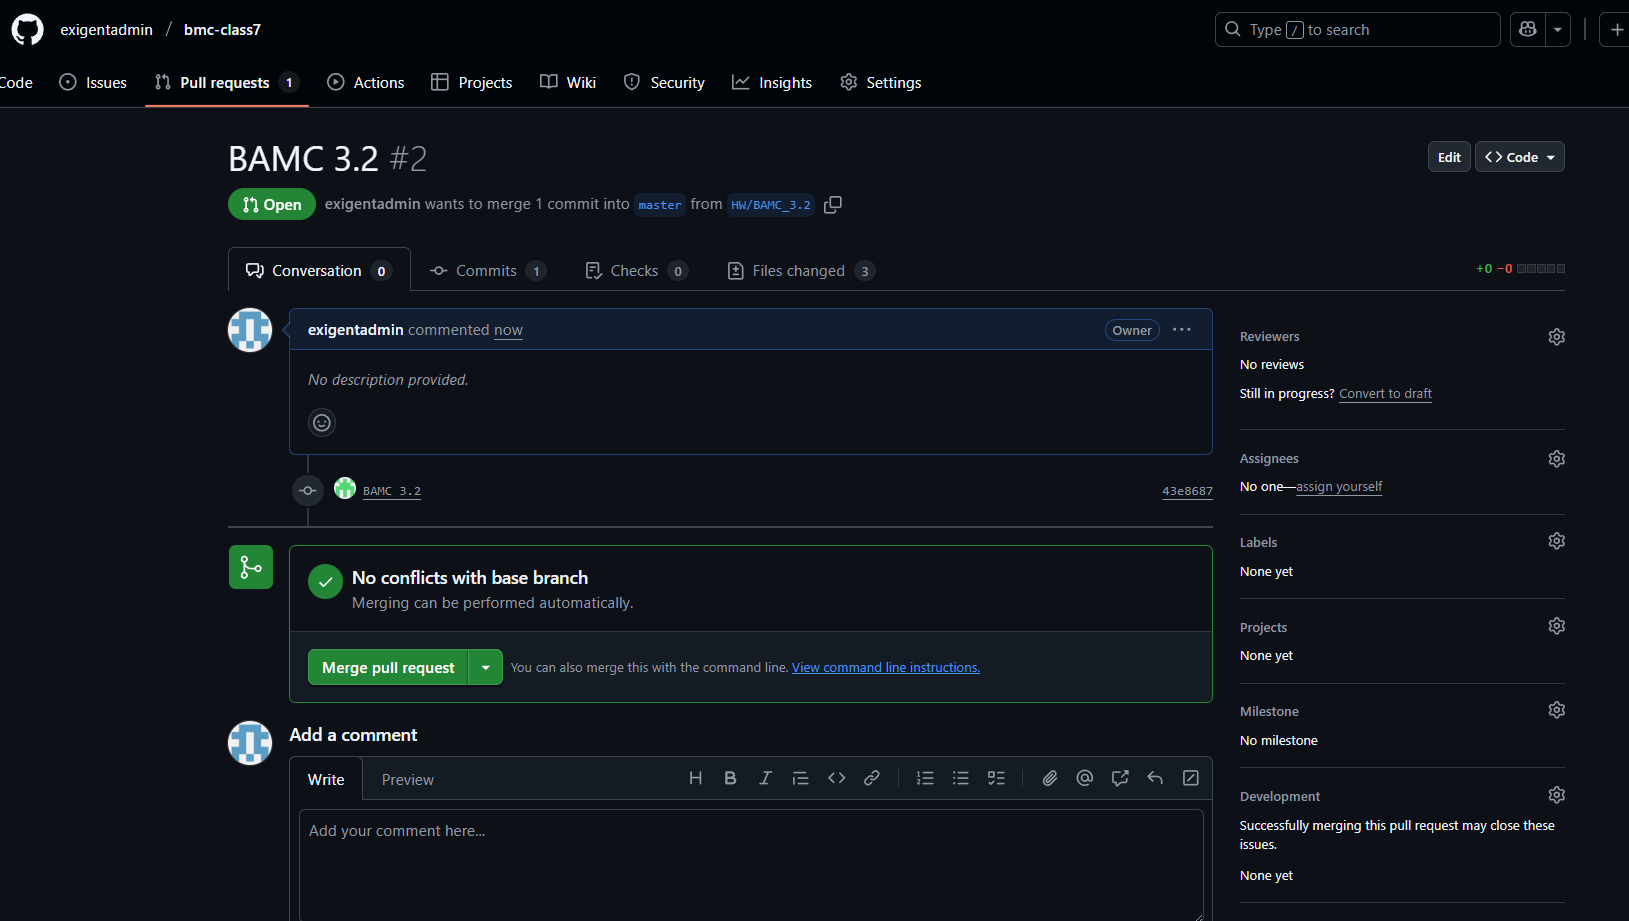 exigentadmin / bmc-class7
Type / to search
Code Issues Pull requests 1 Actions Projects Wiki Security Insights Settings
BAMC 3.2 #2
Edit <> Code
Open exigentadmin wants to merge 1 commit into master from HW/BAMC_3.2
Conversation 0 Commits 1 Checks 0 Files changed 3
+0 −0
exigentadmin commented now
Owner ...
No description provided.
BAMC 3.2 43e8687
No conflicts with base branch
Merging can be performed automatically.
Merge pull request You can also merge this with the command line. View command line instructions.
Add a comment
Write Preview
Add your comment here...
Reviewers
No reviews
Still in progress? Convert to draft
Assignees
No one—assign yourself
Labels
None yet
Projects
None yet
Milestone
No milestone
Development
Successfully merging this pull request may close these
issues.
None yet